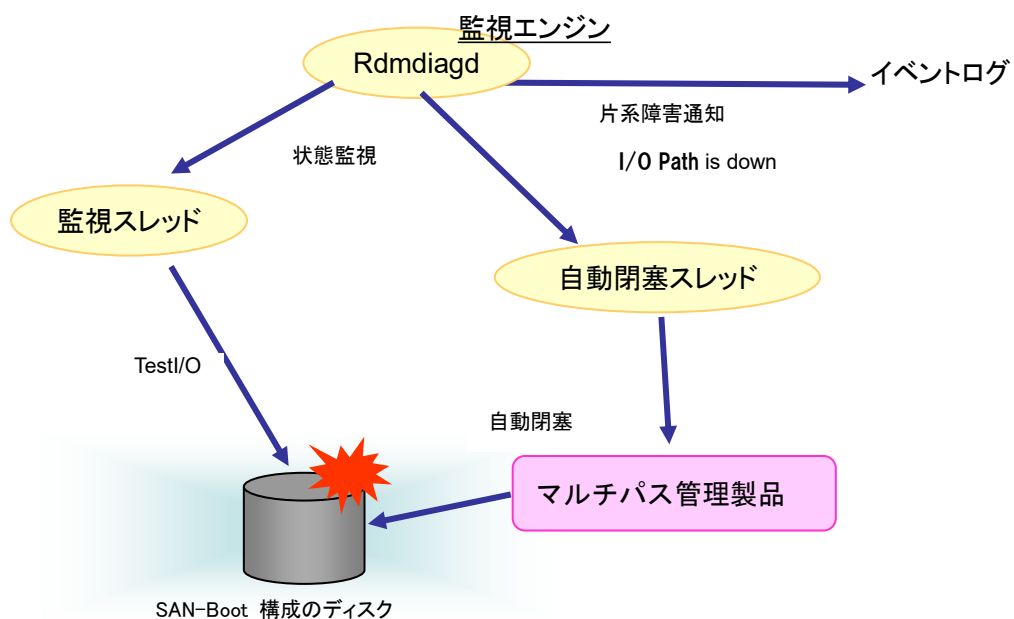 監視エンジン
Rdmdiagd
イベントログ
片系障害通知
状態監視
I/O Path is down
監視スレッド
自動閉塞スレッド
TestI/O
自動閉塞
マルチパス管理製品
SAN-Boot 構成のディスク